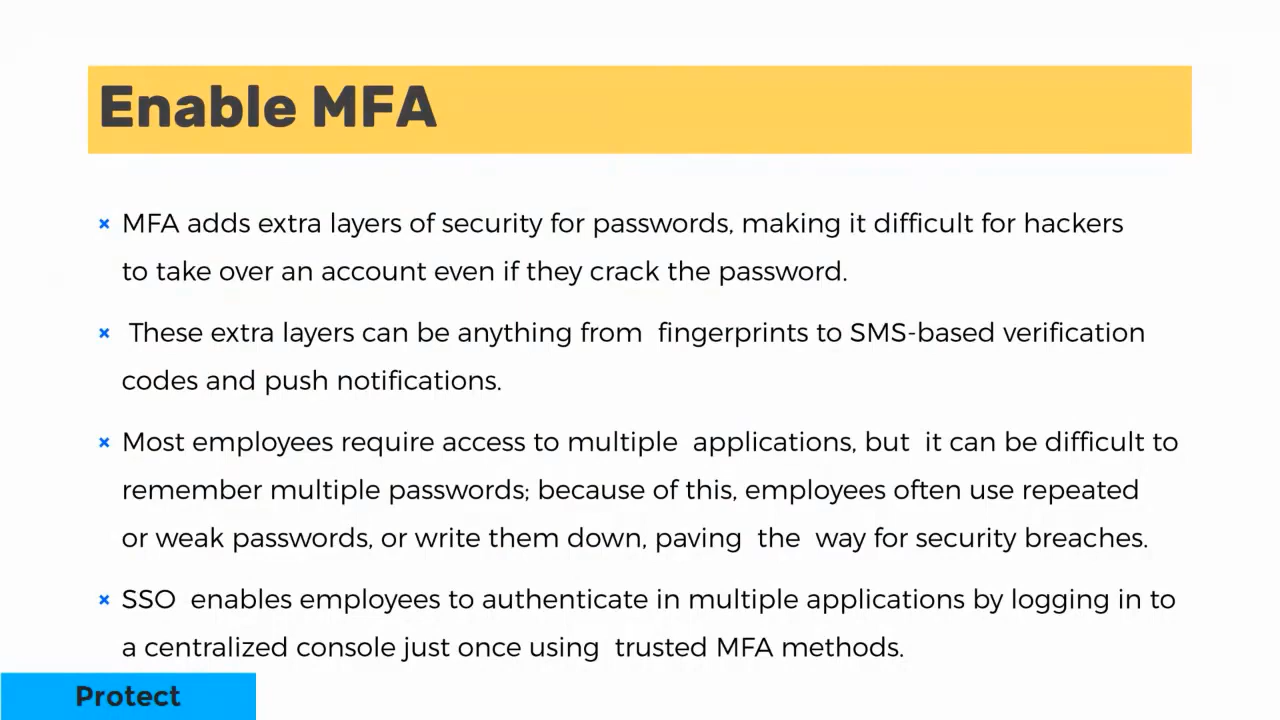 Enable MFA
× MFA adds extra layers of security for passwords, making it difficult for hackers
to take over an account even if they crack the password.
× These extra layers can be anything from fingerprints to SMS-based verification
codes and push notifications.
× Most employees require access to multiple applications, but it can be difficult to
remember multiple passwords; because of this, employees often use repeated
or weak passwords, or write them down, paving the way for security breaches.
× SSO enables employees to authenticate in multiple applications by logging in to
a centralized console just once using trusted MFA methods.
Protect